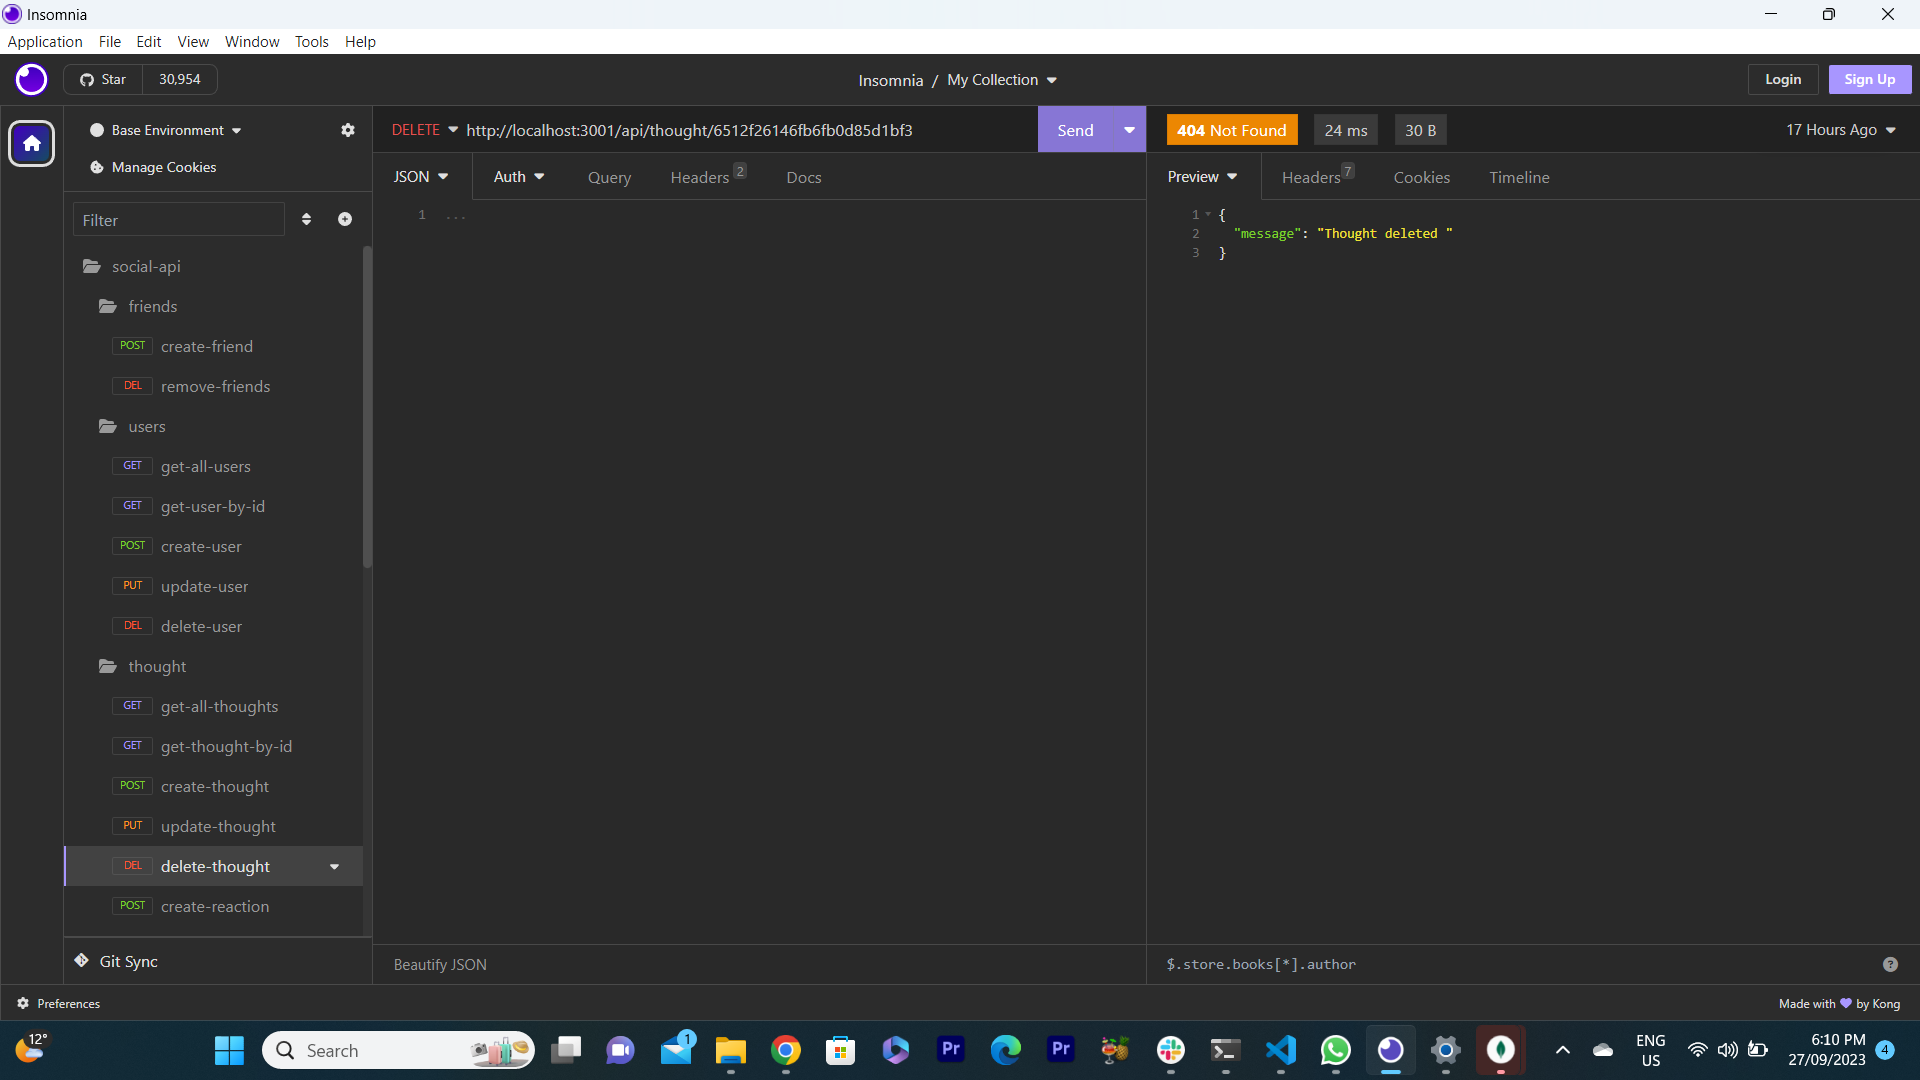 Insomnia
Application File Edit View Window Tools Help
Star 30,954
Insomnia / My Collection
Login Sign Up
Base Environment
Manage Cookies
Filter
social-api
friends
POST create-friend
DEL remove-friends
users
GET get-all-users
GET get-user-by-id
POST create-user
PUT update-user
DEL delete-user
thought
GET get-all-thoughts
GET get-thought-by-id
POST create-thought
PUT update-thought
DEL delete-thought
POST create-reaction
Git Sync
DELETE http://localhost:3001/api/thought/6512f26146fb6fb0d85d1bf3 Send
JSON Auth Query Headers 2 Docs
1 ...
Beautify JSON
404 Not Found 24 ms 30 B 17 Hours Ago
Preview Headers 7 Cookies Timeline
1 {
2 "message": "Thought deleted "
3 }
$.store.books[*].author ?
Preferences
Made with 💜 by Kong
12°
Search
1
Pr
Pr
ENG
US
6:10 PM
27/09/2023
4